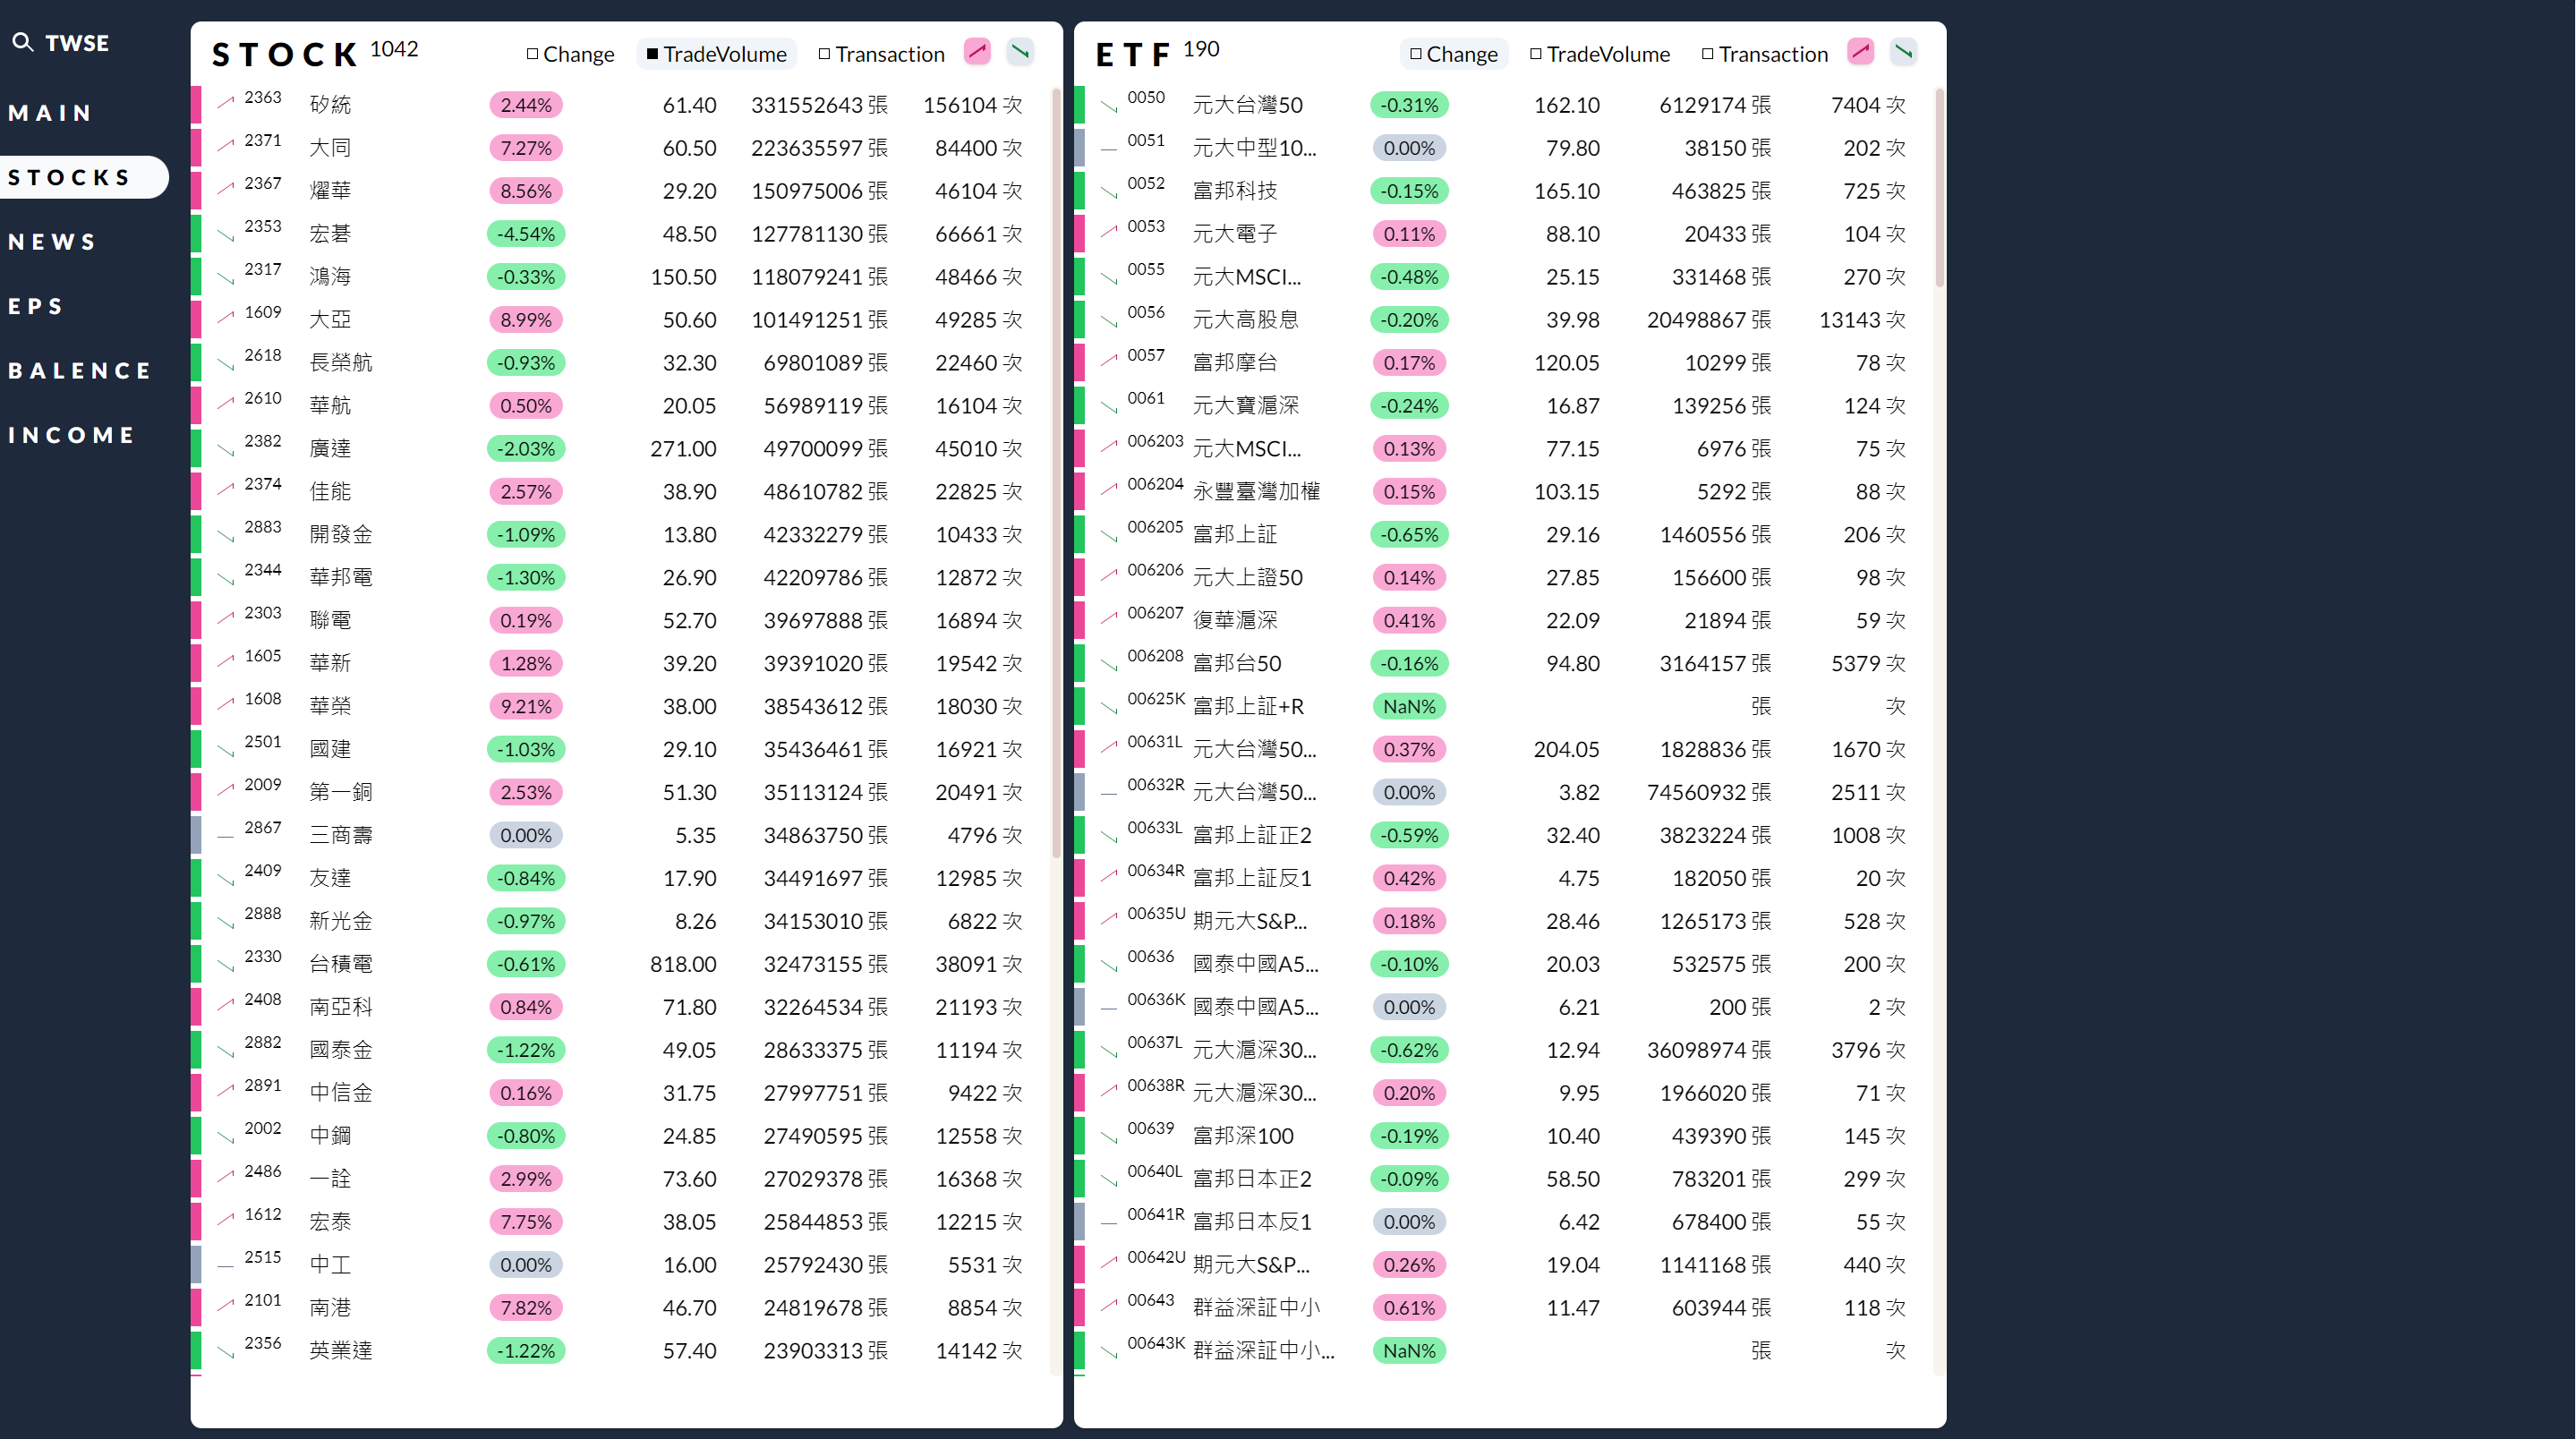 TWSE
MAIN
STOCKS
NEWS
EPS
BALENCE
INCOME
STOCK 1042 Change TradeVolume Transaction
2363 矽統 2.44% 61.40 331552643 張 156104 次
2371 大同 7.27% 60.50 223635597 張 84400 次
2367 燿華 8.56% 29.20 150975006 張 46104 次
2353 宏碁 -4.54% 48.50 127781130 張 66661 次
2317 鴻海 -0.33% 150.50 118079241 張 48466 次
1609 大亞 8.99% 50.60 101491251 張 49285 次
2618 長榮航 -0.93% 32.30 69801089 張 22460 次
2610 華航 0.50% 20.05 56989119 張 16104 次
2382 廣達 -2.03% 271.00 49700099 張 45010 次
2374 佳能 2.57% 38.90 48610782 張 22825 次
2883 開發金 -1.09% 13.80 42332279 張 10433 次
2344 華邦電 -1.30% 26.90 42209786 張 12872 次
2303 聯電 0.19% 52.70 39697888 張 16894 次
1605 華新 1.28% 39.20 39391020 張 19542 次
1608 華榮 9.21% 38.00 38543612 張 18030 次
2501 國建 -1.03% 29.10 35436461 張 16921 次
2009 第一銅 2.53% 51.30 35113124 張 20491 次
2867 三商壽 0.00% 5.35 34863750 張 4796 次
2409 友達 -0.84% 17.90 34491697 張 12985 次
2888 新光金 -0.97% 8.26 34153010 張 6822 次
2330 台積電 -0.61% 818.00 32473155 張 38091 次
2408 南亞科 0.84% 71.80 32264534 張 21193 次
2882 國泰金 -1.22% 49.05 28633375 張 11194 次
2891 中信金 0.16% 31.75 27997751 張 9422 次
2002 中鋼 -0.80% 24.85 27490595 張 12558 次
2486 一詮 2.99% 73.60 27029378 張 16368 次
1612 宏泰 7.75% 38.05 25844853 張 12215 次
2515 中工 0.00% 16.00 25792430 張 5531 次
2101 南港 7.82% 46.70 24819678 張 8854 次
2356 英業達 -1.22% 57.40 23903313 張 14142 次
ETF 190 Change TradeVolume Transaction
0050 元大台灣50 -0.31% 162.10 6129174 張 7404 次
0051 元大中型10... 0.00% 79.80 38150 張 202 次
0052 富邦科技 -0.15% 165.10 463825 張 725 次
0053 元大電子 0.11% 88.10 20433 張 104 次
0055 元大MSCI... -0.48% 25.15 331468 張 270 次
0056 元大高股息 -0.20% 39.98 20498867 張 13143 次
0057 富邦摩台 0.17% 120.05 10299 張 78 次
0061 元大寶滬深 -0.24% 16.87 139256 張 124 次
006203 元大MSCI... 0.13% 77.15 6976 張 75 次
006204 永豐臺灣加權 0.15% 103.15 5292 張 88 次
006205 富邦上証 -0.65% 29.16 1460556 張 206 次
006206 元大上證50 0.14% 27.85 156600 張 98 次
006207 復華滬深 0.41% 22.09 21894 張 59 次
006208 富邦台50 -0.16% 94.80 3164157 張 5379 次
00625K 富邦上証+R NaN% 張 次
00631L 元大台灣50... 0.37% 204.05 1828836 張 1670 次
00632R 元大台灣50... 0.00% 3.82 74560932 張 2511 次
00633L 富邦上証正2 -0.59% 32.40 3823224 張 1008 次
00634R 富邦上証反1 0.42% 4.75 182050 張 20 次
00635U 期元大S&P... 0.18% 28.46 1265173 張 528 次
00636 國泰中國A5... -0.10% 20.03 532575 張 200 次
00636K 國泰中國A5... 0.00% 6.21 200 張 2 次
00637L 元大滬深30... -0.62% 12.94 36098974 張 3796 次
00638R 元大滬深30... 0.20% 9.95 1966020 張 71 次
00639 富邦深100 -0.19% 10.40 439390 張 145 次
00640L 富邦日本正2 -0.09% 58.50 783201 張 299 次
00641R 富邦日本反1 0.00% 6.42 678400 張 55 次
00642U 期元大S&P... 0.26% 19.04 1141168 張 440 次
00643 群益深証中小 0.61% 11.47 603944 張 118 次
00643K 群益深証中小... NaN% 張 次